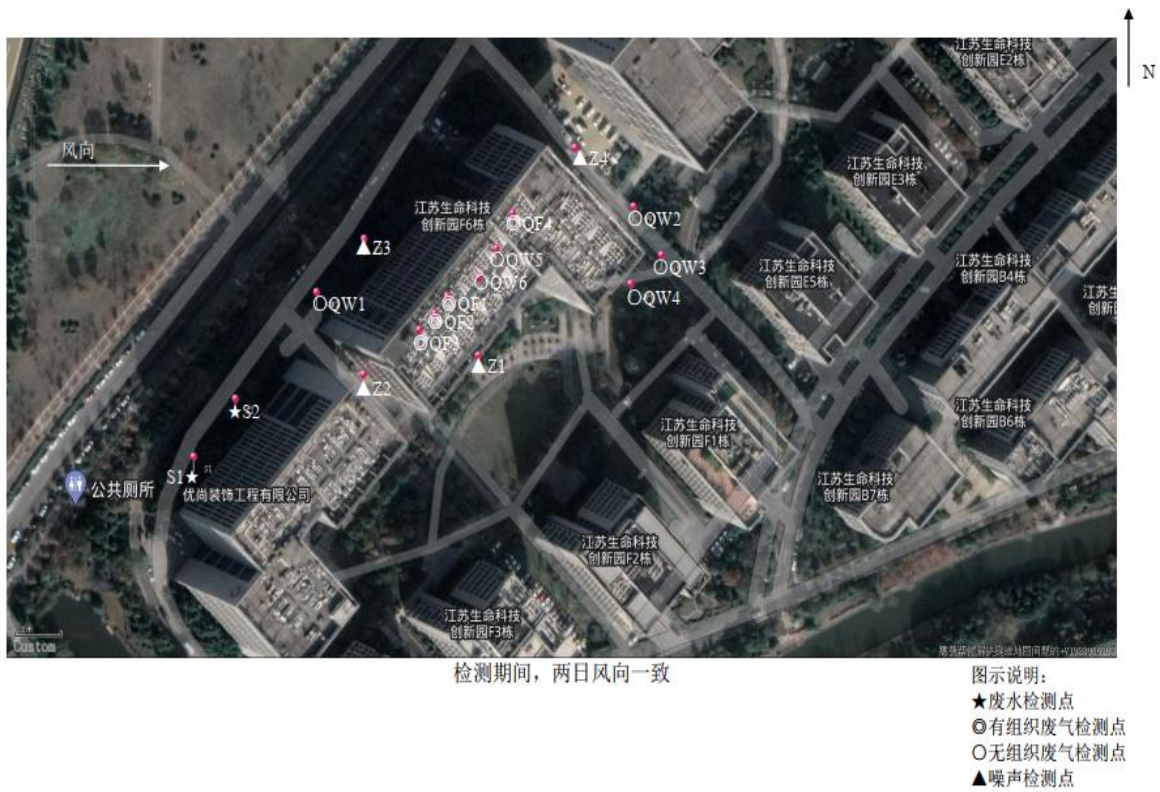 N
江苏生命科技
创新园E2栋
风向
Z4
江苏生命科技
创新园E3栋
江苏生命科技
创新园F6栋
QF4
QW2
Z3
QW5
QW3
江苏生命科技
创新园E5栋
江苏生命科技
创新园B4栋
QW6
QW4
QW1
QF1
QF2
QF3
Z1
Z2
S2
江苏生命科技
创新园F1栋
江苏生命科技
创新园B6栋
S1
S1
公共厕所
优尚装饰工程有限公司
江苏生命科技
创新园B7栋
江苏生命科技
创新园F2栋
江苏生命科技
创新园F3栋
Custom
检测期间，两日风向一致
图示说明：
★废水检测点
◎有组织废气检测点
○无组织废气检测点
▲噪声检测点